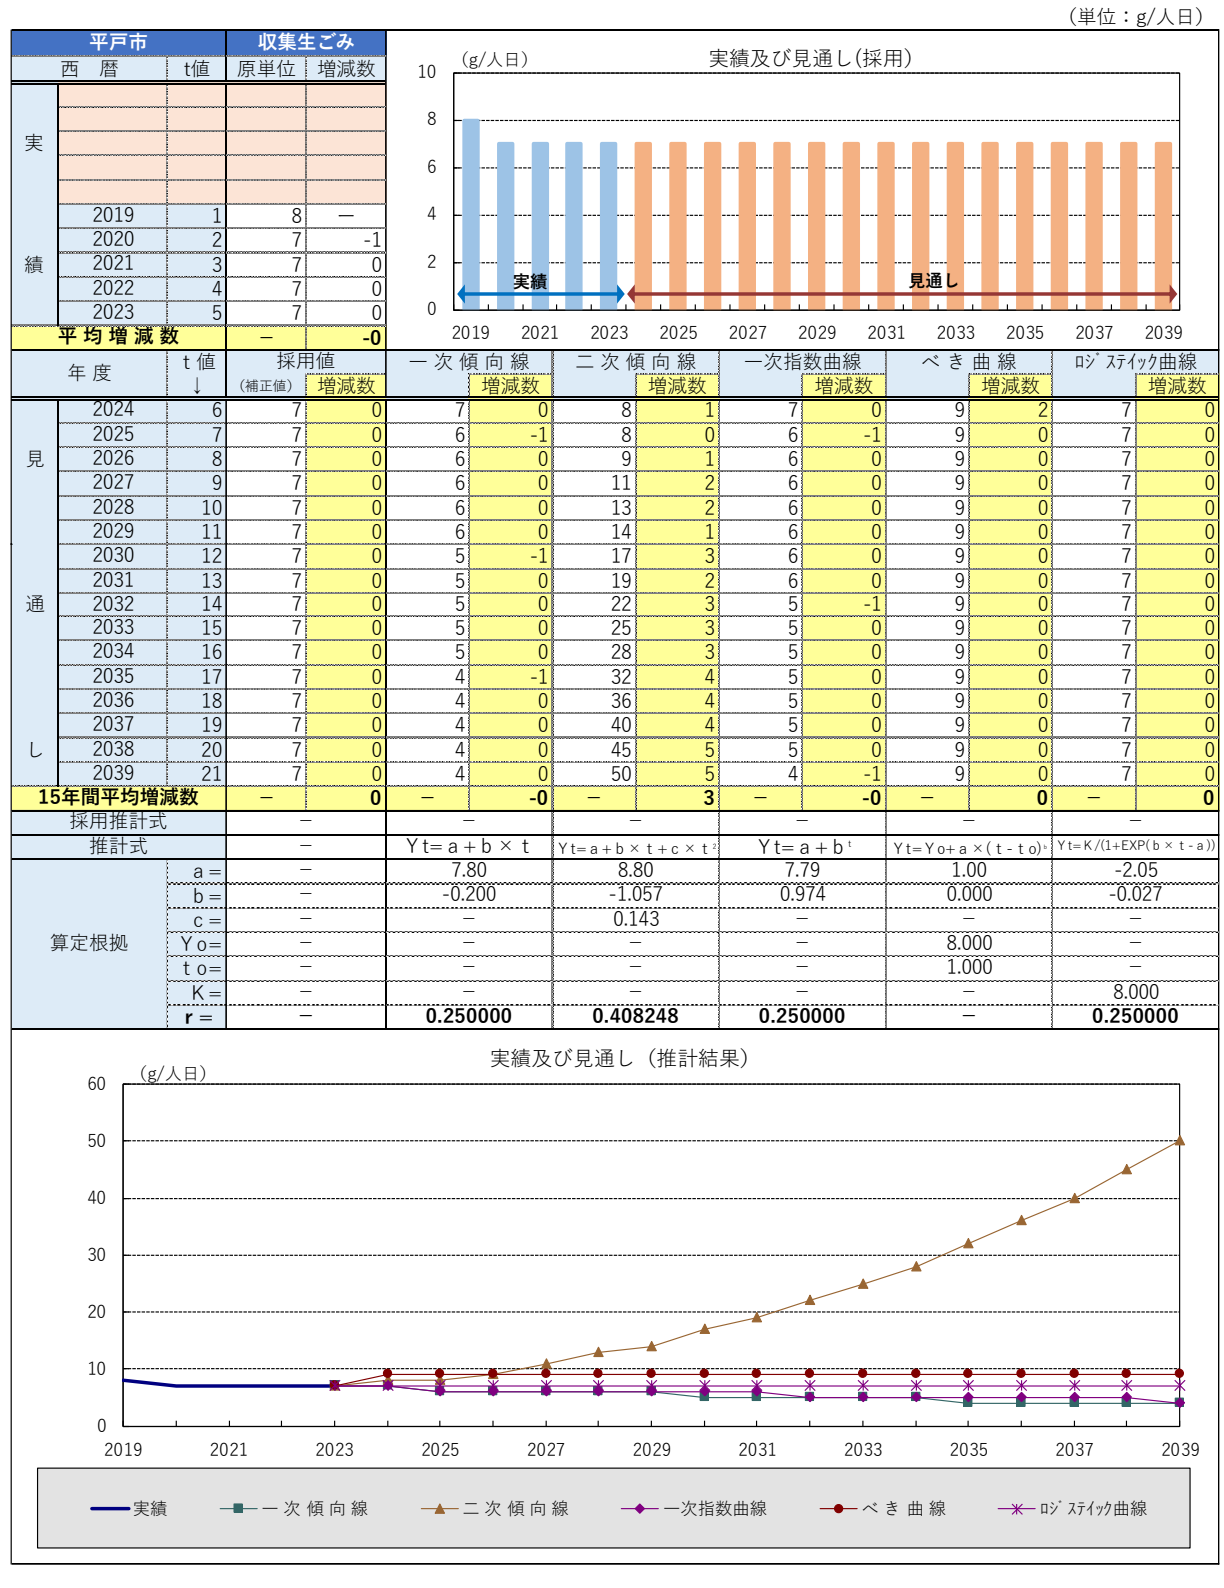 （単位：g/人日）
平戸市 収集生ごみ
西　暦 t値 原単位 増減数
実
績
2019 1 8 －
2020 2 7 -1
2021 3 7 0
2022 4 7 0
2023 5 7 0
平 均 増 減 数 － -0
実績及び見通し(採用)
（g/人日）
10
8
6
4
2
0
実績 見通し
2019 2021 2023 2025 2027 2029 2031 2033 2035 2037 2039
年 度 ｔ値 採用値 一 次 傾 向 線 二 次 傾 向 線 一次指数曲線 べ き 曲 線 ﾛｼﾞｽﾃｨｯｸ曲線
↓ (補正値) 増減数 増減数 増減数 増減数 増減数 増減数
見
通
し
2024 6 7 0 7 0 8 1 7 0 9 2 7 0
2025 7 7 0 6 -1 8 0 6 -1 9 0 7 0
2026 8 7 0 6 0 9 1 6 0 9 0 7 0
2027 9 7 0 6 0 11 2 6 0 9 0 7 0
2028 10 7 0 6 0 13 2 6 0 9 0 7 0
2029 11 7 0 6 0 14 1 6 0 9 0 7 0
2030 12 7 0 5 -1 17 3 6 0 9 0 7 0
2031 13 7 0 5 0 19 2 6 0 9 0 7 0
2032 14 7 0 5 0 22 3 5 -1 9 0 7 0
2033 15 7 0 5 0 25 3 5 0 9 0 7 0
2034 16 7 0 5 0 28 3 5 0 9 0 7 0
2035 17 7 0 4 -1 32 4 5 0 9 0 7 0
2036 18 7 0 4 0 36 4 5 0 9 0 7 0
2037 19 7 0 4 0 40 4 5 0 9 0 7 0
2038 20 7 0 4 0 45 5 5 0 9 0 7 0
2039 21 7 0 4 0 50 5 4 -1 9 0 7 0
15年間平均増減数 － 0 － -0 － 3 － -0 － 0 － 0
採用推計式 － － － － － －
推計式 － Ｙt=ａ+ｂ×ｔ Ｙt=ａ+ｂ×ｔ+ｃ×ｔ² Ｙt=ａ+ｂᵗ Ｙt=Ｙo+ａ×(ｔ-ｔo)ᵇ Ｙt=Ｋ/(1+EXP(ｂ×ｔ-ａ))
算定根拠
ａ= － 7.80 8.80 7.79 1.00 -2.05
ｂ= － -0.200 -1.057 0.974 0.000 -0.027
ｃ= － － 0.143 － － －
Ｙo= － － － － 8.000 －
ｔo= － － － － 1.000 －
Ｋ= － － － － － 8.000
ｒ= － 0.250000 0.408248 0.250000 － 0.250000
実績及び見通し（推計結果）
（g/人日）
60
50
40
30
20
10
0
2019 2021 2023 2025 2027 2029 2031 2033 2035 2037 2039
実績 一 次 傾 向 線 二 次 傾 向 線 一次指数曲線 べ き 曲 線 ﾛｼﾞｽﾃｨｯｸ曲線